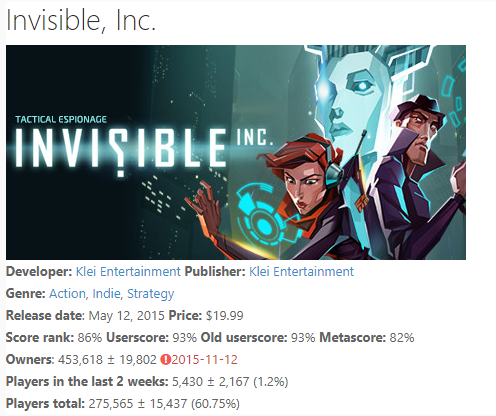 Invisible, Inc.
TACTICAL ESPIONAGE
INVISIBLE INC.
Developer: Klei Entertainment Publisher: Klei Entertainment
Genre: Action, Indie, Strategy
Release date: May 12, 2015 Price: $19.99
Score rank: 86% Userscore: 93% Old userscore: 93% Metascore: 82%
Owners: 453,618 ± 19,802 2015-11-12
Players in the last 2 weeks: 5,430 ± 2,167 (1.2%)
Players total: 275,565 ± 15,437 (60.75%)